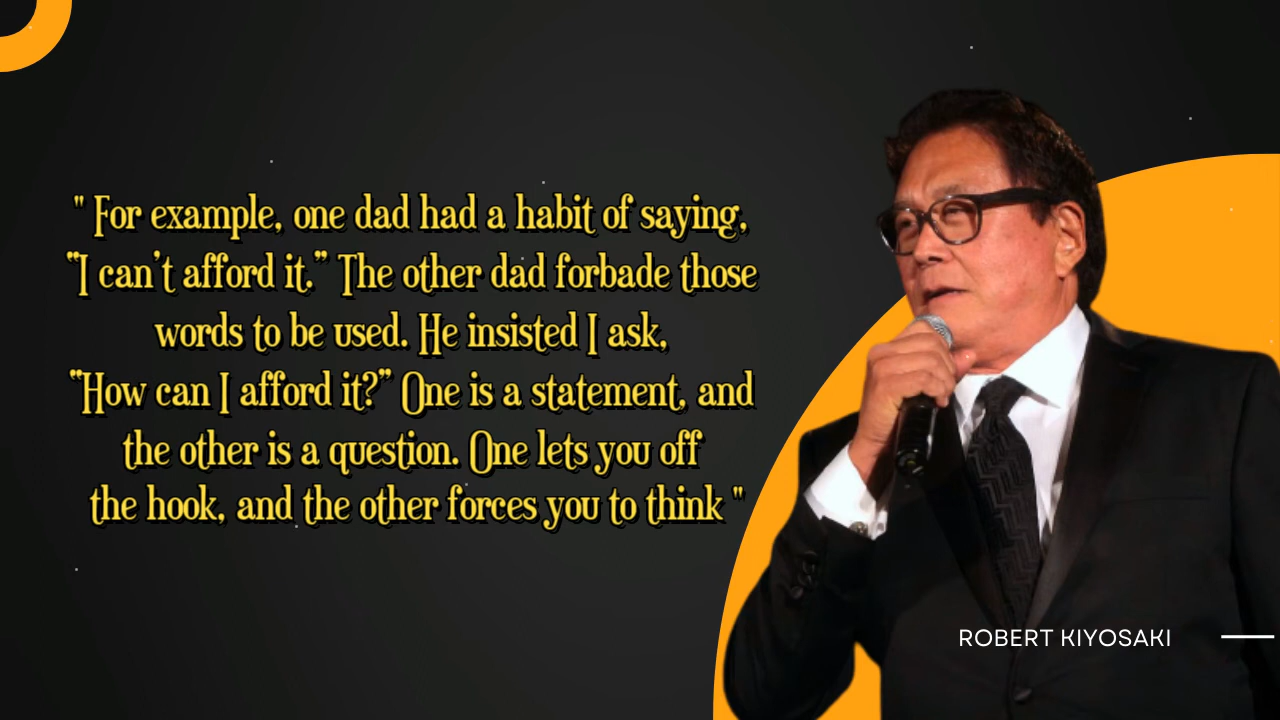 " For example, one dad had a habit of saying,
“I can’t afford it.” The other dad forbade those
words to be used. He insisted I ask,
“How can I afford it?” One is a statement, and
the other is a question. One lets you off
the hook, and the other forces you to think "
ROBERT KIYOSAKI